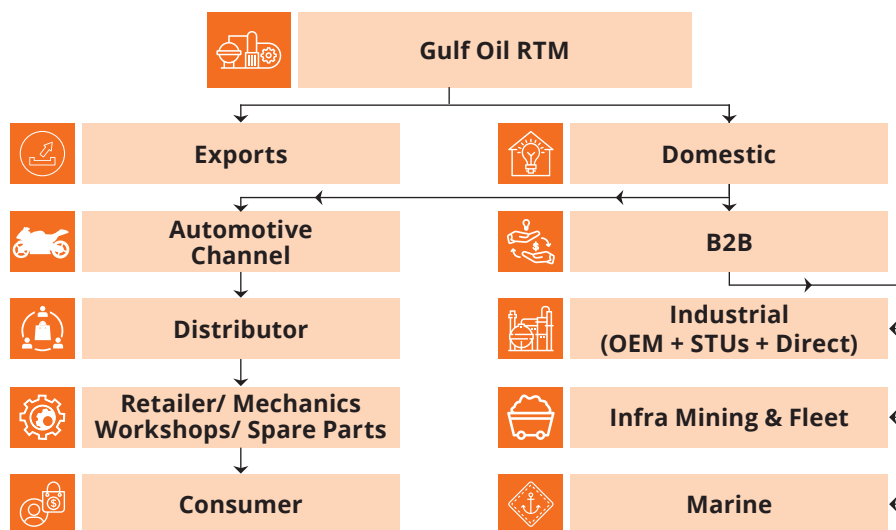 Gulf Oil RTM
Exports
Domestic
Automotive
Channel
B2B
Distributor
Industrial
(OEM + STUs + Direct)
Retailer/ Mechanics
Workshops/ Spare Parts
Infra Mining & Fleet
Consumer
Marine